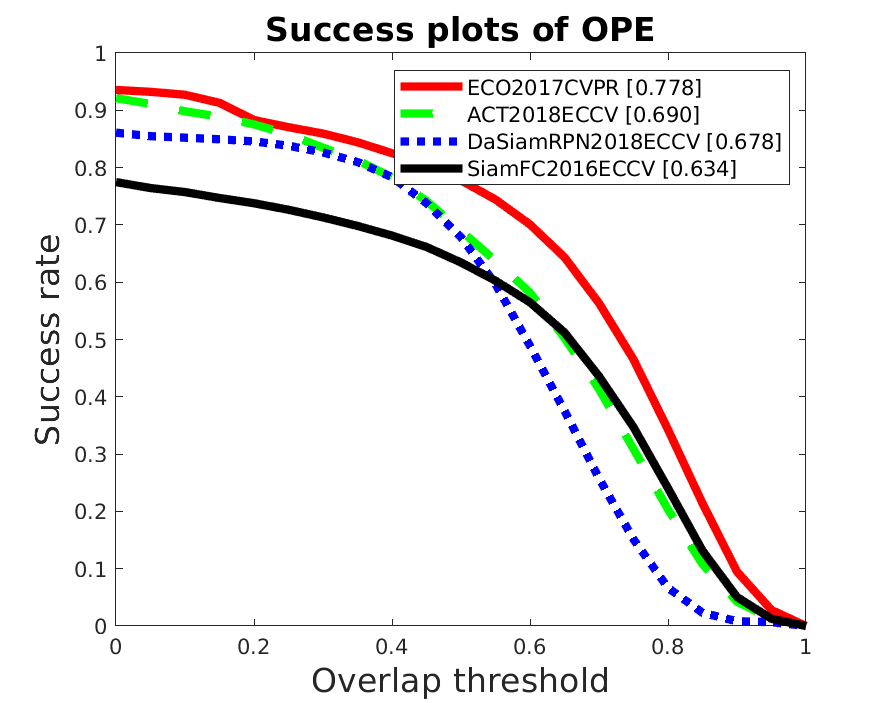 Success plots of OPE
1
0.9
0.8
0.7
0.6
0.5
0.4
0.3
0.2
0.1
0
Success rate
ECO2017CVPR [0.778]
ACT2018ECCV [0.690]
DaSiamRPN2018ECCV [0.678]
SiamFC2016ECCV [0.634]
0 0.2 0.4 0.6 0.8 1
Overlap threshold